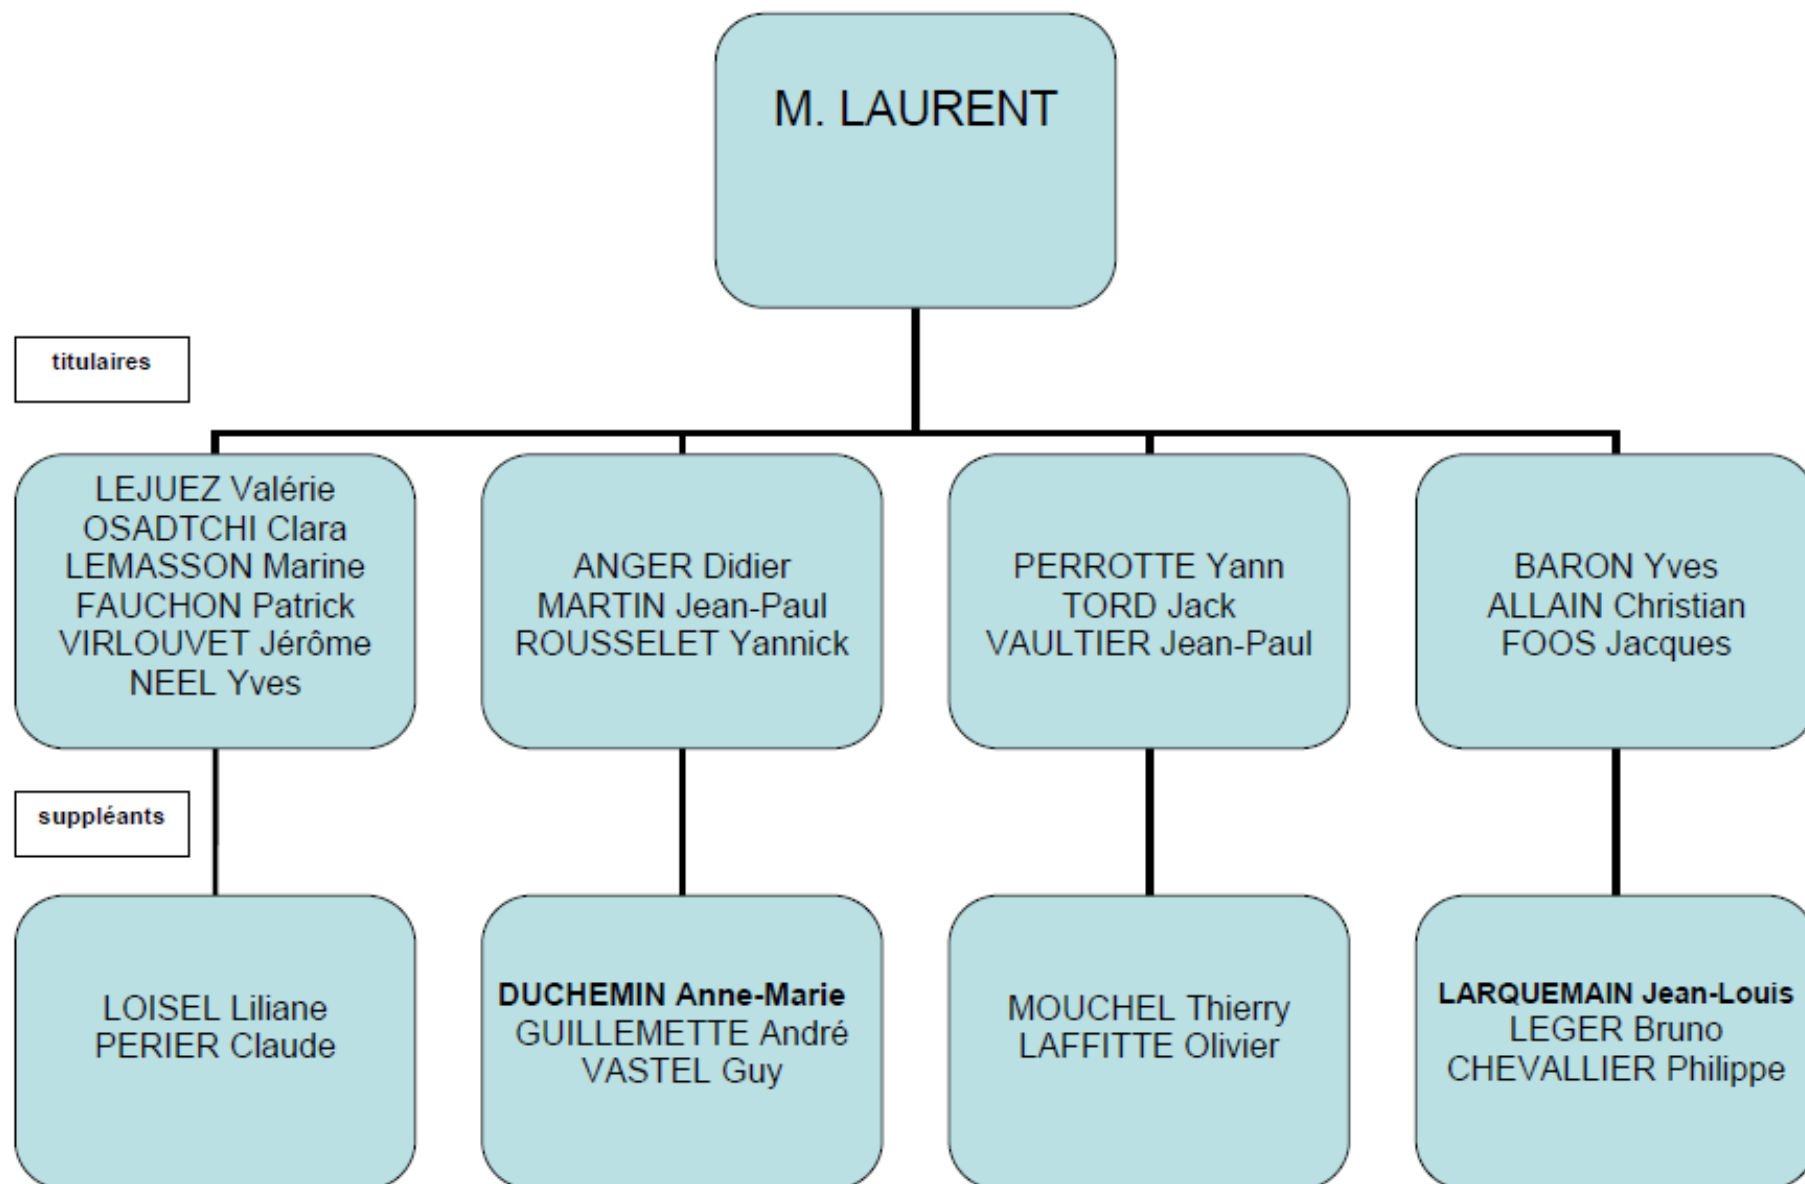 M. LAURENT
titulaires
LEJUEZ Valérie
OSADTCHI Clara
LEMASSON Marine
FAUCHON Patrick
VIRLOUVET Jérôme
NEEL Yves
ANGER Didier
MARTIN Jean-Paul
ROUSSELET Yannick
PERROTTE Yann
TORD Jack
VAULTIER Jean-Paul
BARON Yves
ALLAIN Christian
FOOS Jacques
suppléants
LOISEL Liliane
PERIER Claude
DUCHEMIN Anne-Marie
GUILLEMETTE André
VASTEL Guy
MOUCHEL Thierry
LAFFITTE Olivier
LARQUEMAIN Jean-Louis
LEGER Bruno
CHEVALLIER Philippe